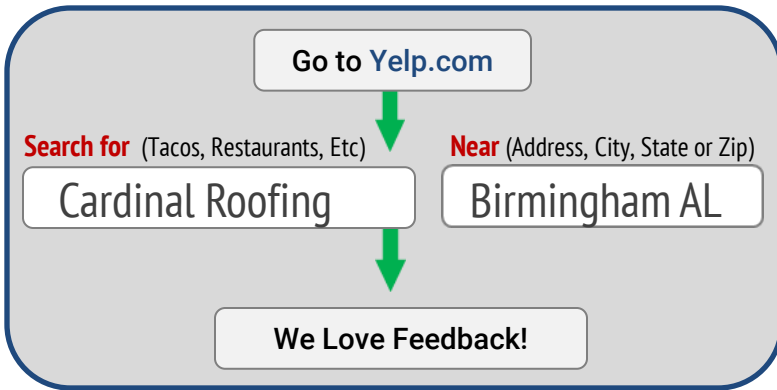 Go to Yelp.com
Search for (Tacos, Restaurants, Etc) Near (Address, City, State or Zip)
Cardinal Roofing Birmingham AL
We Love Feedback!